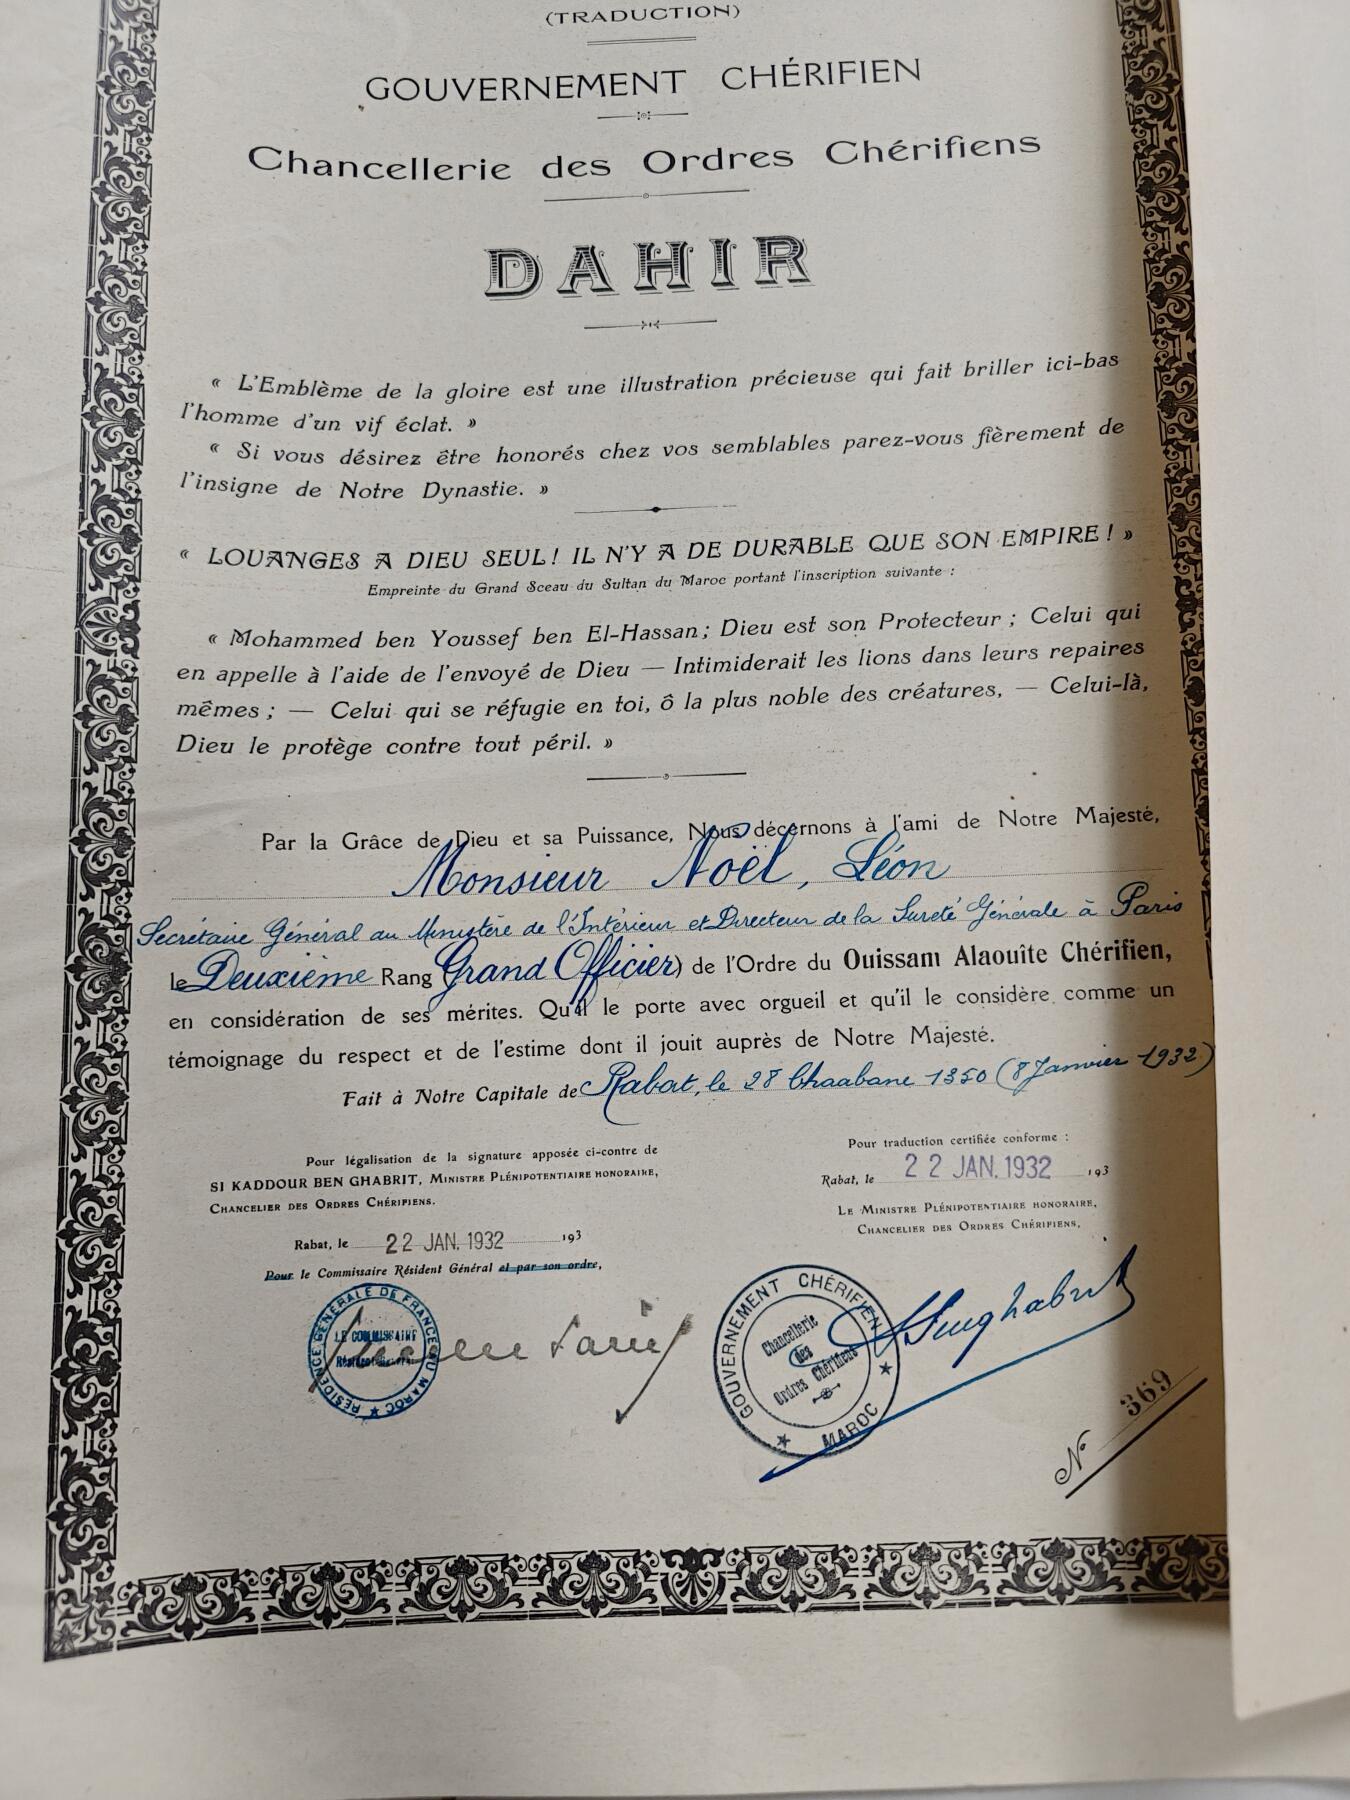 (TRADUCTION)
GOUVERNEMENT CHÉRIFIEN
Chancellerie des Ordres Chérifiens
DAHIR
« L'Emblème de la gloire est une illustration précieuse qui fait briller ici-bas
l'homme d'un vif éclat. »
« Si vous désirez être honorés chez vos semblables parez-vous fièrement de
l'insigne de Notre Dynastie. »
« LOUANGES A DIEU SEUL! IL N'Y A DE DURABLE QUE SON EMPIRE! »
Empreinte du Grand Sceau du Sultan du Maroc portant l'inscription suivante :
« Mohammed ben Youssef ben El-Hassan; Dieu est son Protecteur; Celui qui
en appelle à l'aide de l'envoyé de Dieu — Intimiderait les lions dans leurs repaires
mêmes; — Celui qui se réfugie en toi, ô la plus noble des créatures, — Celui-là,
Dieu le protège contre tout péril. »
Par la Grâce de Dieu et sa Puissance, Nous décernons à l'ami de Notre Majesté,
Monsieur Noël, Léon
Secrétaire Général au Ministère de l'Intérieur et Directeur de la Sureté Générale à Paris
le Deuxième Rang Grand Officier) de l'Ordre du Ouissam Alaouîte Chérifien,
en considération de ses mérites. Qu'il le porte avec orgueil et qu'il le considère comme un
témoignage du respect et de l'estime dont il jouit auprès de Notre Majesté.
Fait à Notre Capitale de Rabat, le 28 Chaabane 1350 (8 Janvier 1932)
Pour légalisation de la signature apposée ci-contre de
SI KADDOUR BEN GHABRIT, MINISTRE PLÉNIPOTENTIAIRE HONORAIRE,
CHANCELIER DES ORDRES CHÉRIFIENS.
Rabat, le 22 JAN. 1932 193
Pour le Commissaire Résident Général et par son ordre,
RÉSIDENCE GÉNÉRALE DE FRANCE AU MAROC
LE COMMISSAIRE
Résident Général
Pour traduction certifiée conforme :
Rabat, le 22 JAN. 1932 193
LE MINISTRE PLÉNIPOTENTIAIRE HONORAIRE,
CHANCELIER DES ORDRES CHÉRIFIENS,
GOUVERNEMENT CHÉRIFIEN
Chancellerie
des
Ordres Chérifiens
MAROC
N° 369